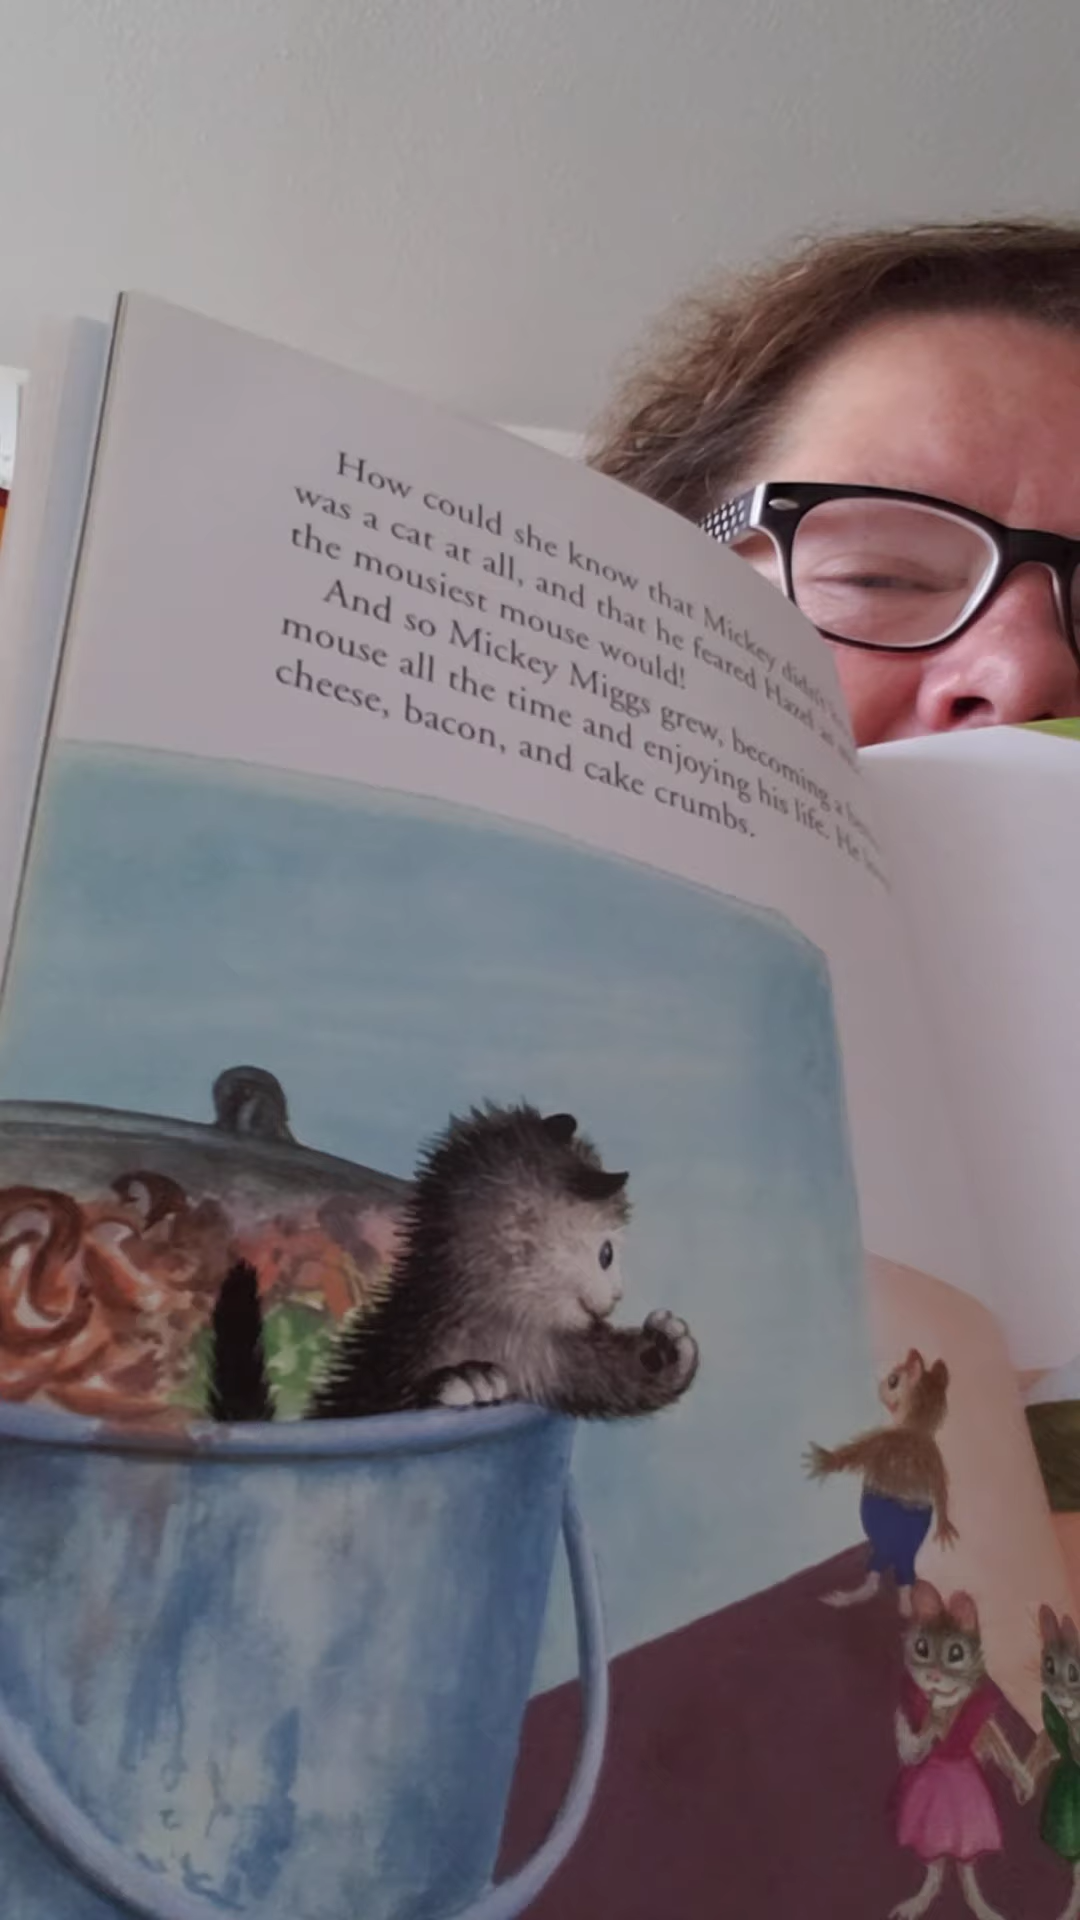 How could she know that Mickey didn't
was a cat at all, and that he feared Hazel as
the mousiest mouse would!
And so Mickey Miggs grew, becoming a
mouse all the time and enjoying his life. He
cheese, bacon, and cake crumbs.